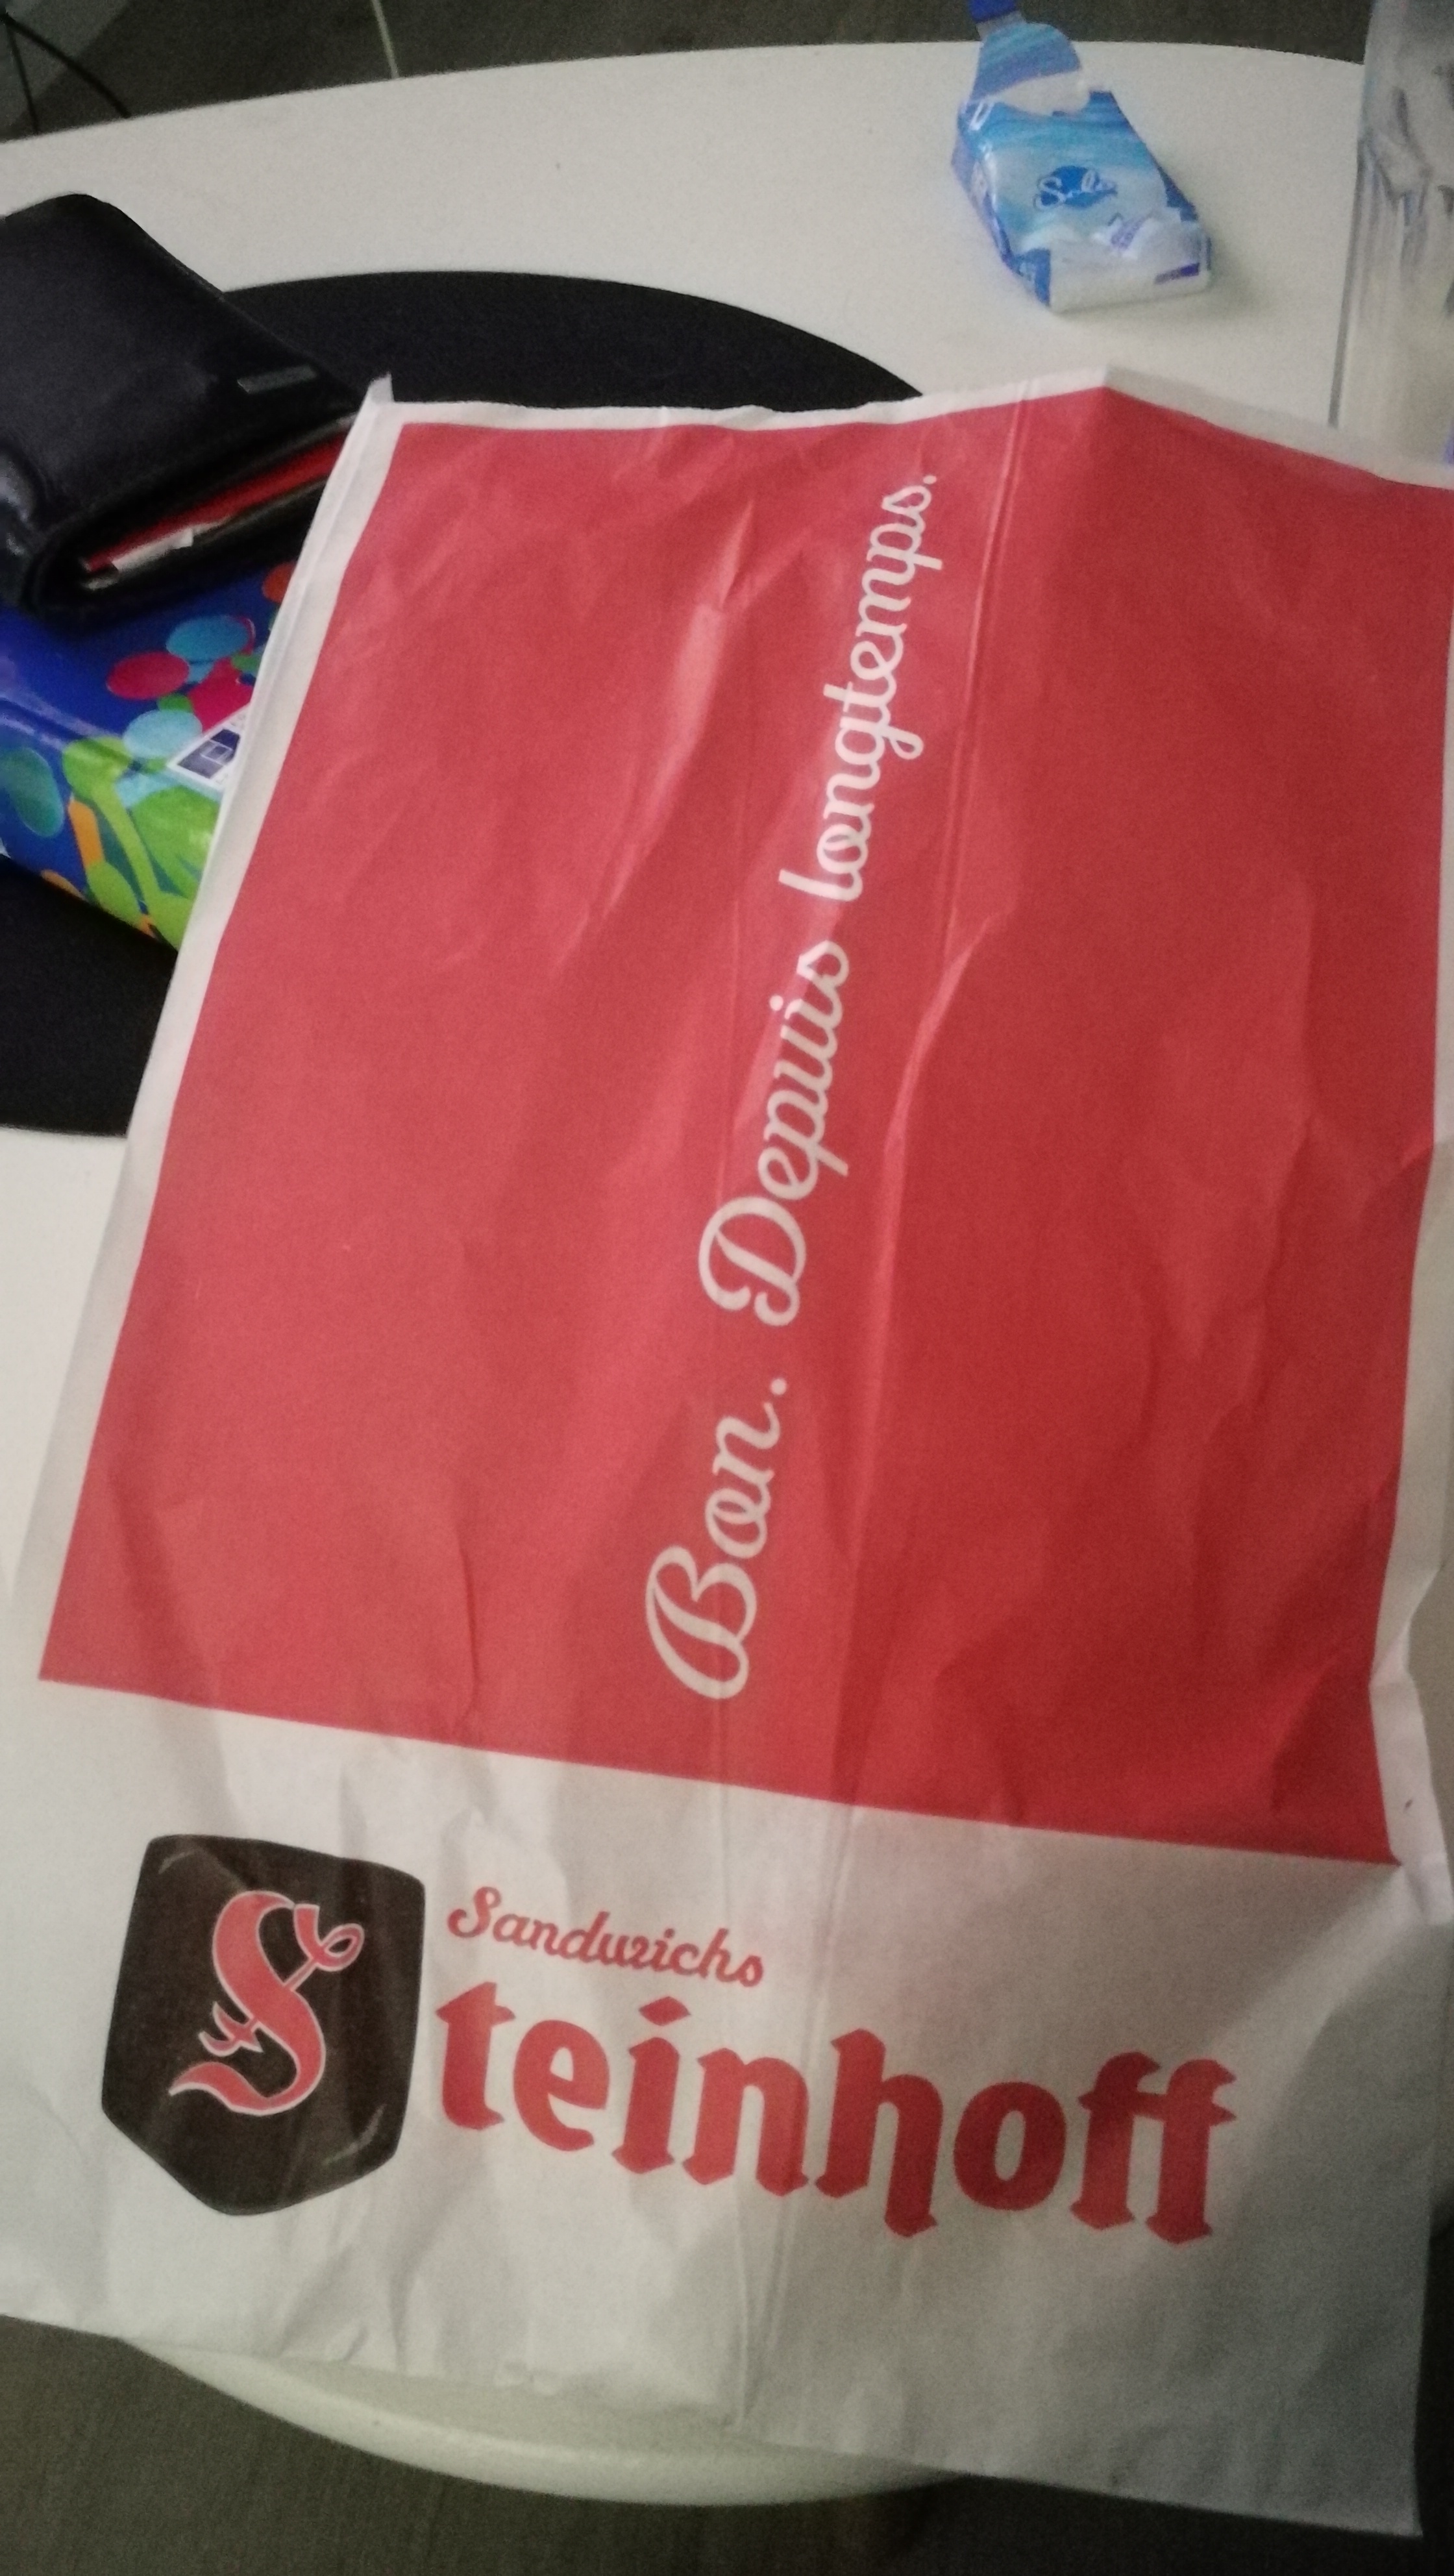 Bon. Depuis longtemps.
Sandwichs
Steinhoff